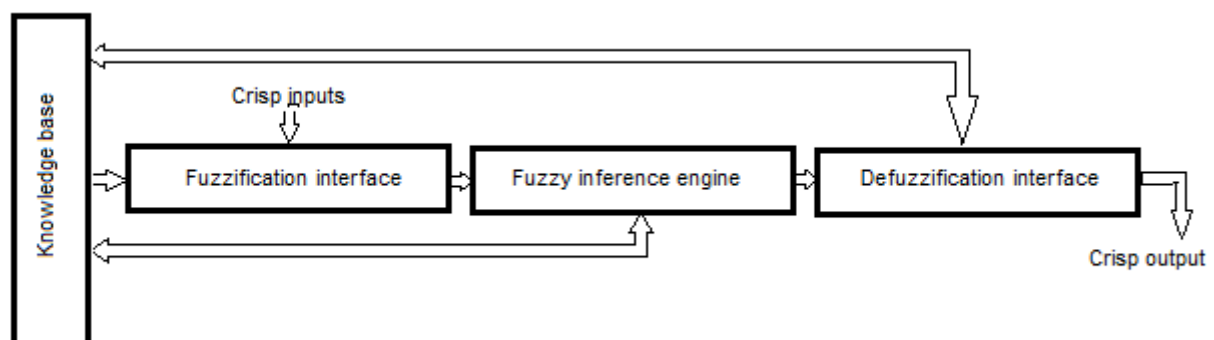 Knowledge base
Crisp inputs
Fuzzification interface
Fuzzy inference engine
Defuzzification interface
Crisp output